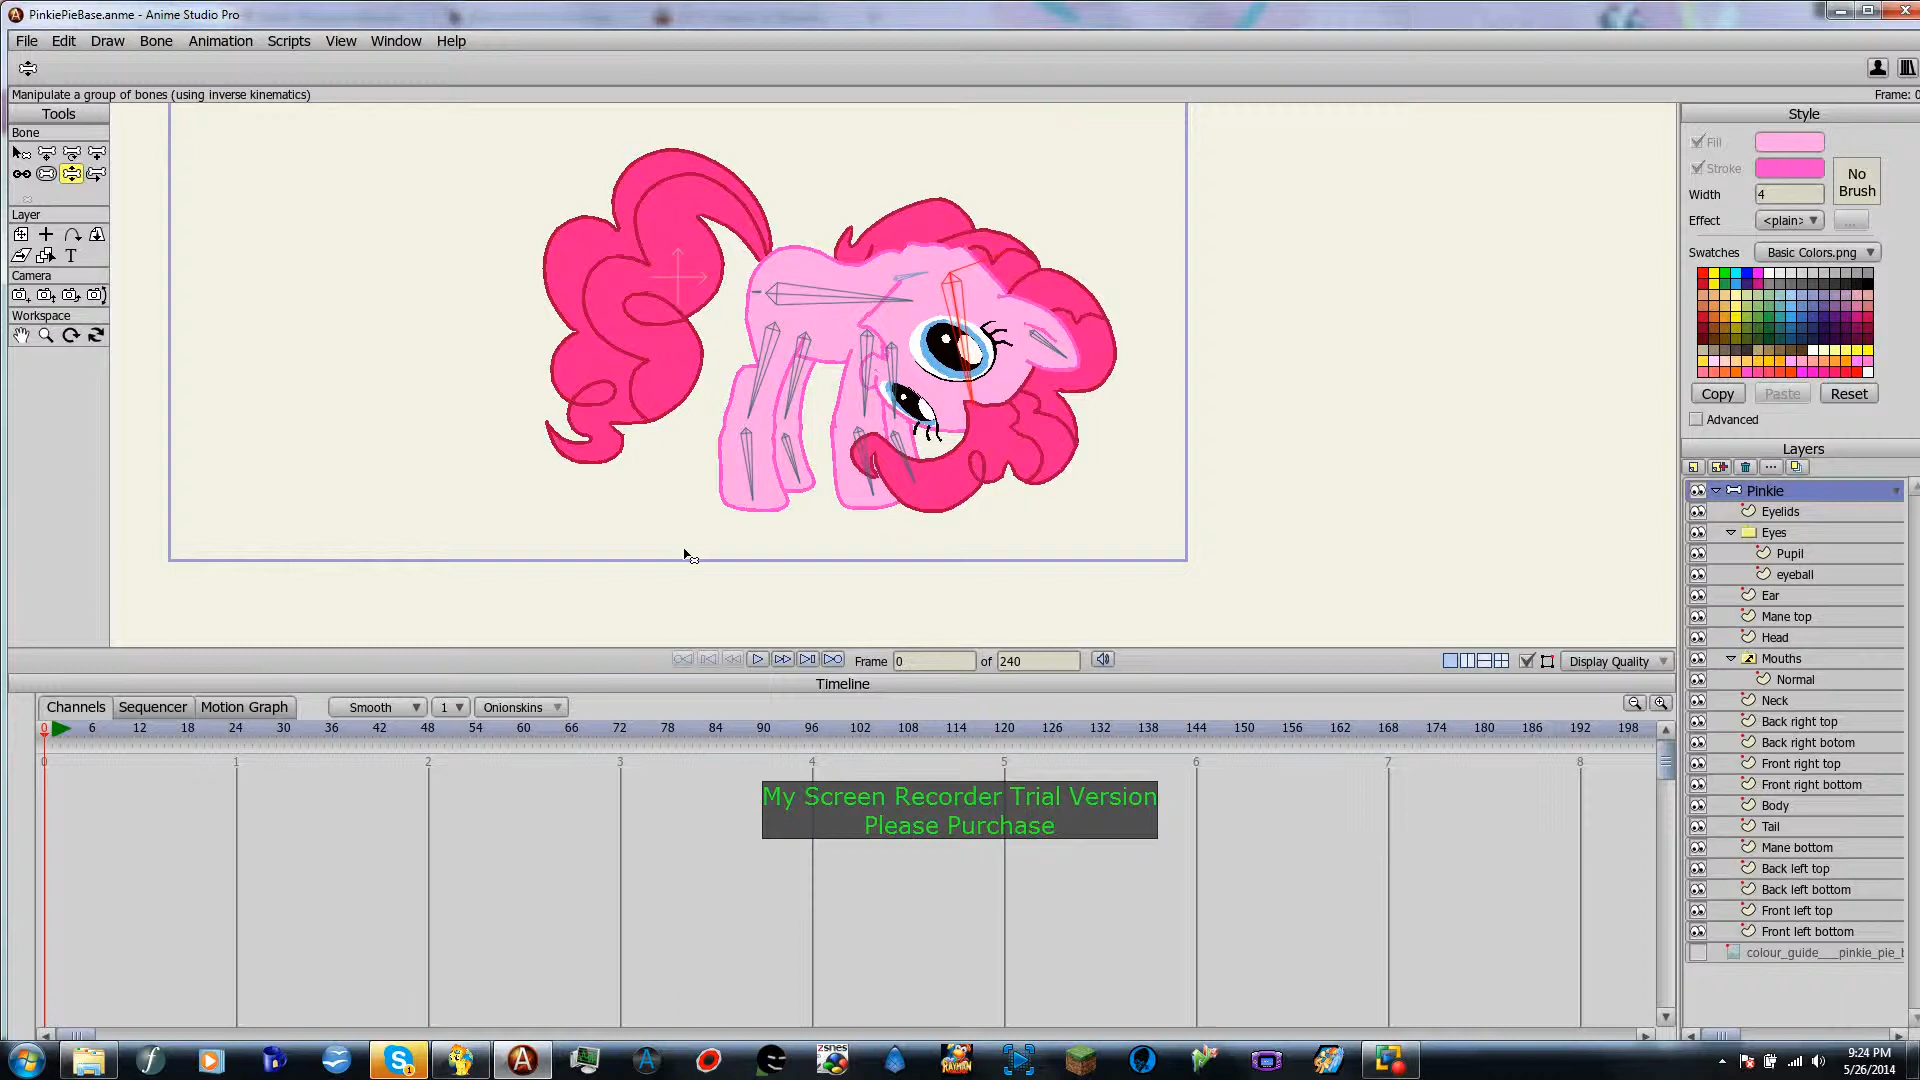 PinkiePieBase.anme - Anime Studio Pro
File Edit Draw Bone Animation Scripts View Window Help
Manipulate a group of bones (using inverse kinematics)
Frame: 0
Tools
Bone
Layer
T
Camera
Workspace
Style
Fill
Stroke
No
Brush
Width 4
Effect <plain>
...
Swatches Basic Colors.png
Copy Paste Reset
Advanced
Layers
Pinkie
Eyelids
Eyes
Pupil
eyeball
Ear
Mane top
Head
Mouths
Normal
Neck
Back right top
Back right botom
Front right top
Front right bottom
Body
Tail
Mane bottom
Back left top
Back left bottom
Front left top
Front left bottom
colour_guide___pinkie_pie_b
Frame 0 of 240
Display Quality
Timeline
Channels Sequencer Motion Graph Smooth 1 Onionskins
0 6 12 18 24 30 36 42 48 54 60 66 72 78 84 90 96 102 108 114 120 126 132 138 144 150 156 162 168 174 180 186 192 198
0 1 2 3 4 5 6 7 8
My Screen Recorder Trial Version
Please Purchase
zsnes
RAYMAN
9:24 PM
5/26/2014